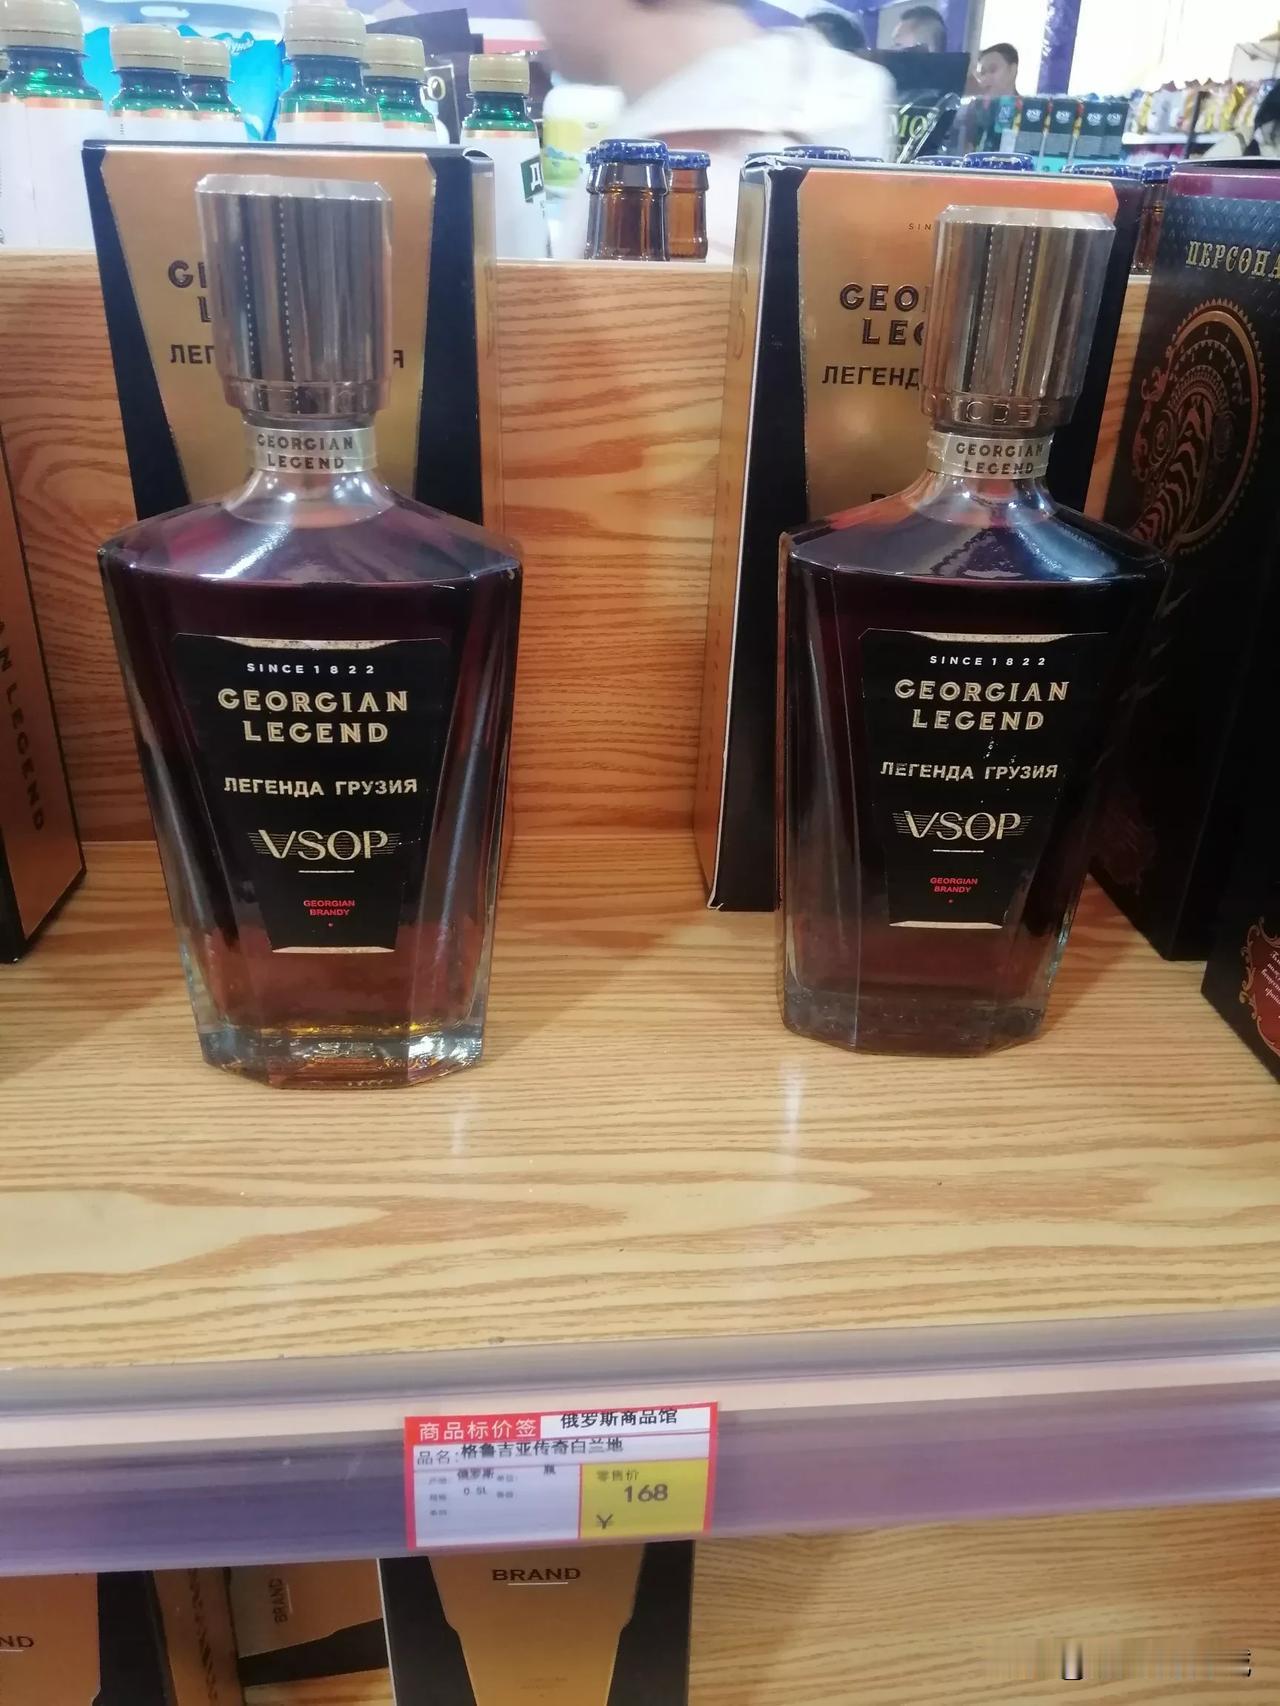 SINCE 1822
GEORGIAN
LEGEND
ЛЕГЕНДА ГРУЗИЯ
VSOP
GEORGIAN
BRANDY
GEORGIAN
LEGEND
SINCE 1822
GEORGIAN
LEGEND
ЛЕГЕНДА ГРУЗИЯ
VSOP
GEORGIAN
BRANDY
GEORGIAN
LEGEND
ЛЕГЕНД
LEGEND
ПЕРСОНА
商品标价签 俄罗斯商品馆
品名:格鲁吉亚传奇白兰地
俄罗斯 瓶
0.5L
零售价
168
¥
BRAND
BRAND